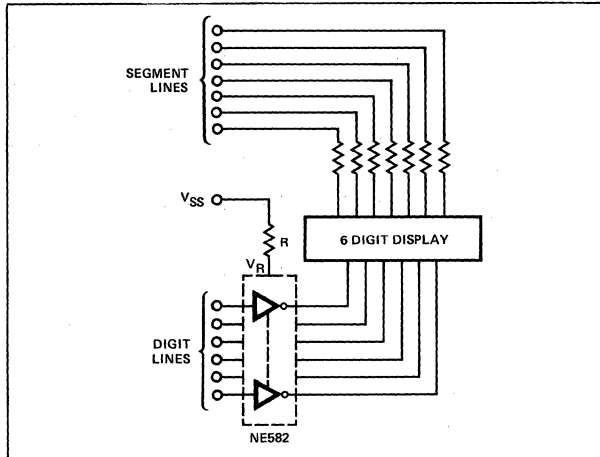 SEGMENT
LINES
VSS
R
VR
6 DIGIT DISPLAY
DIGIT
LINES
NE582